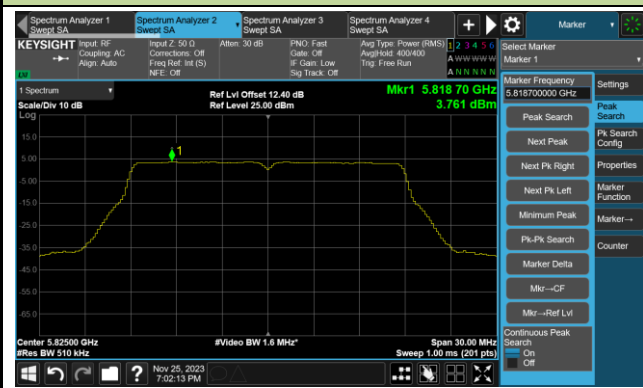 Spectrum Analyzer 1
Swept SA
Spectrum Analyzer 2
Swept SA
Spectrum Analyzer 3
Swept SA
Spectrum Analyzer 4
Swept SA
Marker
KEYSIGHT
Input: RF
Coupling: AC
Align: Auto
Input Z: 50 Ω
Corrections: Off
Freq Ref: Int (S)
NFE: Off
Atten: 30 dB
PNO: Fast
Gate: Off
IF Gain: Low
Sig Track: Off
Avg Type: Power (RMS)
Avg|Hold: 400/400
Trig: Free Run
1 2 3 4 5 6
A W W W W W
A N N N N N
Select Marker
Marker 1
1 Spectrum
Scale/Div 10 dB
Log
Ref Lvl Offset 12.40 dB
Ref Level 25.00 dBm
Mkr1 5.818 70 GHz
3.761 dBm
15.0
5.00
-5.00
-15.0
-25.0
-35.0
-45.0
-55.0
-65.0
1
Center 5.82500 GHz
#Res BW 510 kHz
#Video BW 1.6 MHz*
Span 30.00 MHz
Sweep 1.00 ms (201 pts)
Marker Frequency
5.818700000 GHz
Peak Search
Next Peak
Next Pk Right
Next Pk Left
Minimum Peak
Pk-Pk Search
Marker Delta
Mkr→CF
Mkr→Ref Lvl
Continuous Peak
Search
On
Off
Settings
Peak
Search
Pk Search
Config
Properties
Marker
Function
Marker→
Counter
?
Nov 25, 2023
7:02:13 PM